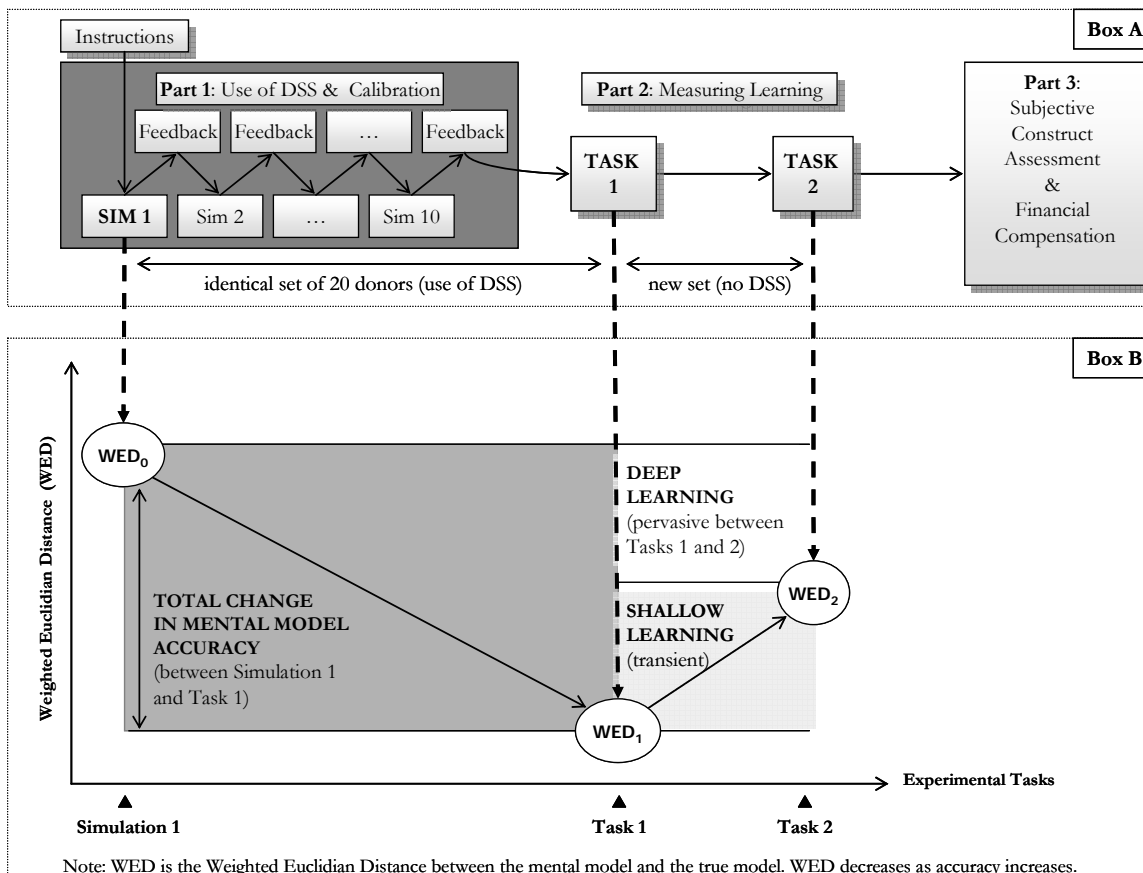 Instructions
Box A
Part 1: Use of DSS & Calibration
Feedback
Feedback
…
Feedback
SIM 1
Sim 2
…
Sim 10
Part 2: Measuring Learning
TASK
1
TASK
2
Part 3:
Subjective
Construct
Assessment
&
Financial
Compensation
identical set of 20 donors (use of DSS)
new set (no DSS)
Box B
Weighted Euclidian Distance (WED)
WED0
TOTAL CHANGE
IN MENTAL MODEL
ACCURACY
(between Simulation 1
and Task 1)
DEEP
LEARNING
(pervasive between
Tasks 1 and 2)
SHALLOW
LEARNING
(transient)
WED1
WED2
Experimental Tasks
Simulation 1
Task 1
Task 2
Note: WED is the Weighted Euclidian Distance between the mental model and the true model. WED decreases as accuracy increases.